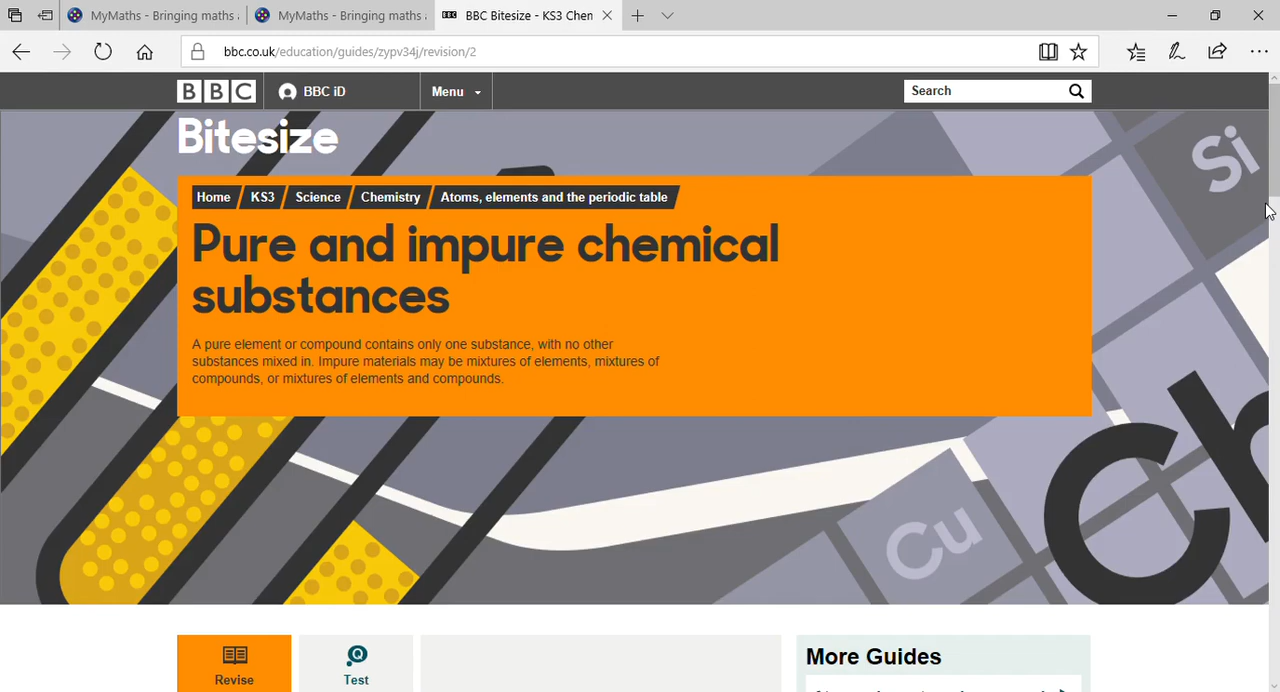 MyMaths - Bringing maths
MyMaths - Bringing maths
BBC Bitesize - KS3 Chen
bbc.co.uk/education/guides/zypv34j/revision/2
BBC
BBC iD
Menu
Search
Bitesize
Home
KS3
Science
Chemistry
Atoms, elements and the periodic table
Pure and impure chemical
substances
A pure element or compound contains only one substance, with no other
substances mixed in. Impure materials may be mixtures of elements, mixtures of
compounds, or mixtures of elements and compounds.
Si
Cu
Ch
Revise
Test
More Guides